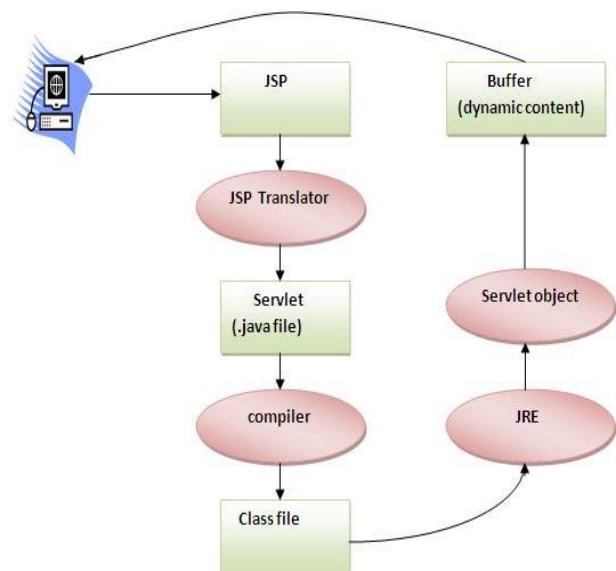 JSP
JSP Translator
Servlet
(.java file)
compiler
Class file
JRE
Servlet object
Buffer
(dynamic content)